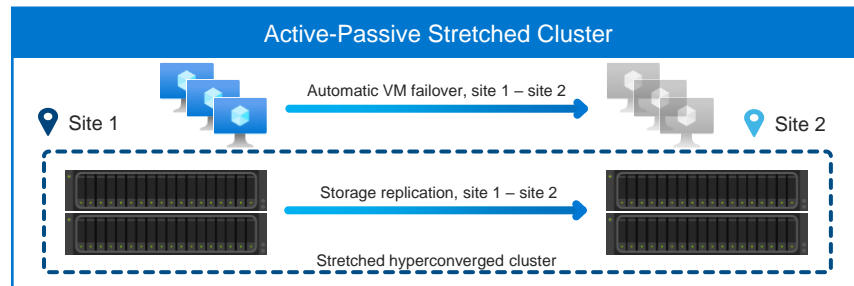 Active-Passive Stretched Cluster
Automatic VM failover, site 1 – site 2
Site 1
Site 2
Storage replication, site 1 – site 2
Stretched hyperconverged cluster